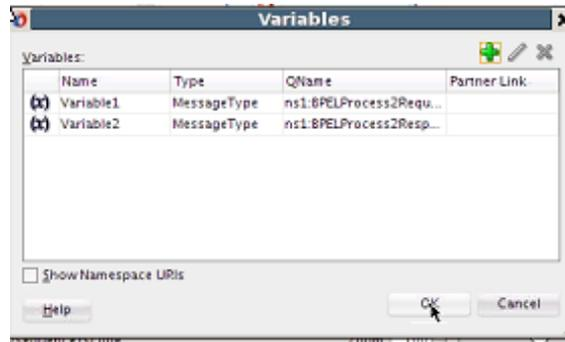 Variables
Variables:
Name Type QName Partner Link
(x) Variable1 MessageType ns1:BPELProcess2Requ...
(x) Variable2 MessageType ns1:BPELProcess2Resp...
Show Namespace URIs
Help OK Cancel